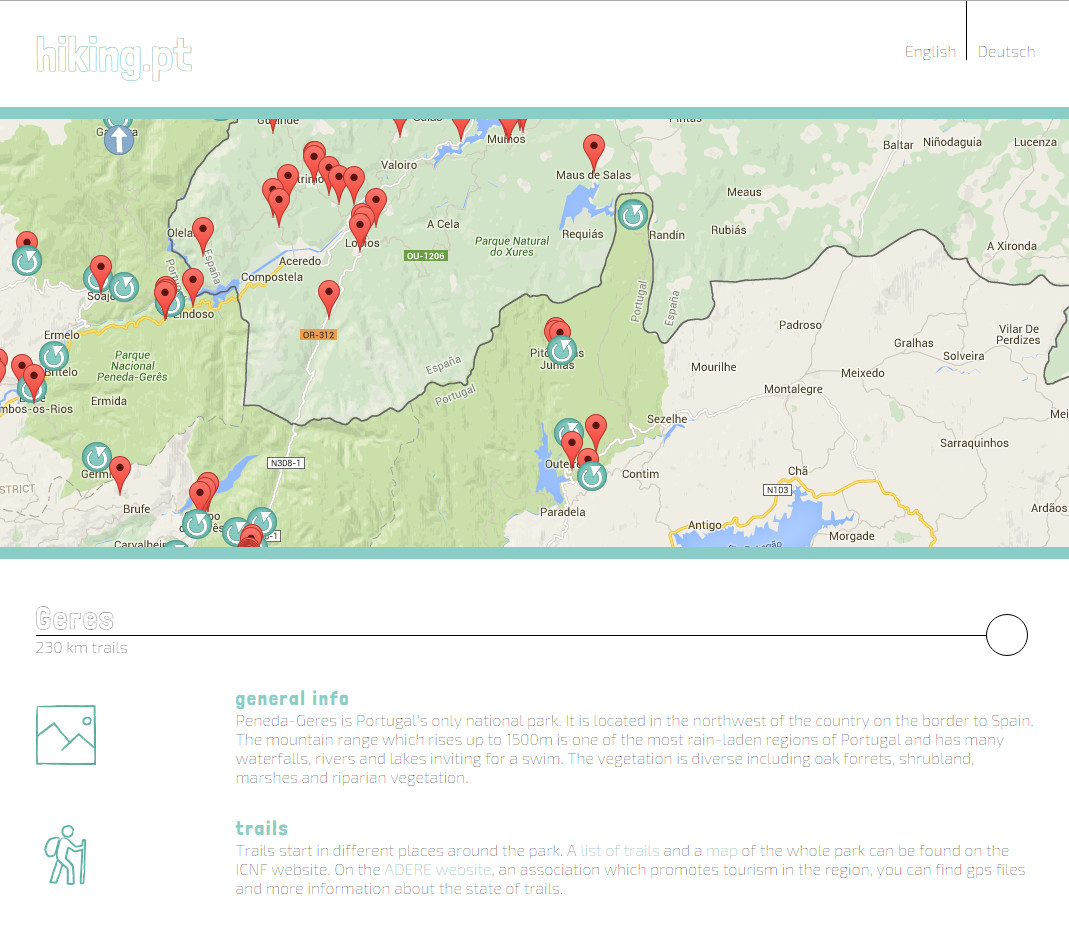 hiking.pt
English
Deutsch
Guinde
Muiños
Pintas
Baltar
Niñodaguia
Lucenza
Valoiro
Maus de Salas
Meaus
Olela
A Cela
Requiás
Randín
Rubiás
A Xironda
Lobios
Parque Natural
do Xures
OU-1206
Aceredo
Compostela
España
Portugal
España
Portugal
Soajo
Lindoso
OR-312
Padroso
Vilar De
Perdizes
Ermelo
Gralhas
Solveira
Parque
Nacional
Peneda-Gerês
España
Portugal
Júnias
Mourilhe
Meixedo
Britelo
Montalegre
Ermida
mbos-os-Rios
Mei
Sezelhe
Sarraquinhos
N308-1
Outeiro
Contim
Chã
STRICT
N103
Brufe
Paradela
Ardãos
Antigo
Morgade
Carvalheir
Geres
230 km trails
general info
Peneda-Geres is Portugal's only national park. It is located in the northwest of the country on the border to Spain.
The mountain range which rises up to 1500m is one of the most rain-laden regions of Portugal and has many
waterfalls, rivers and lakes inviting for a swim. The vegetation is diverse including oak forrets, shrubland,
marshes and riparian vegetation.
trails
Trails start in different places around the park. A list of trails and a map of the whole park can be found on the
ICNF website. On the ADERE website, an association which promotes tourism in the region, you can find gps files
and more information about the state of trails.